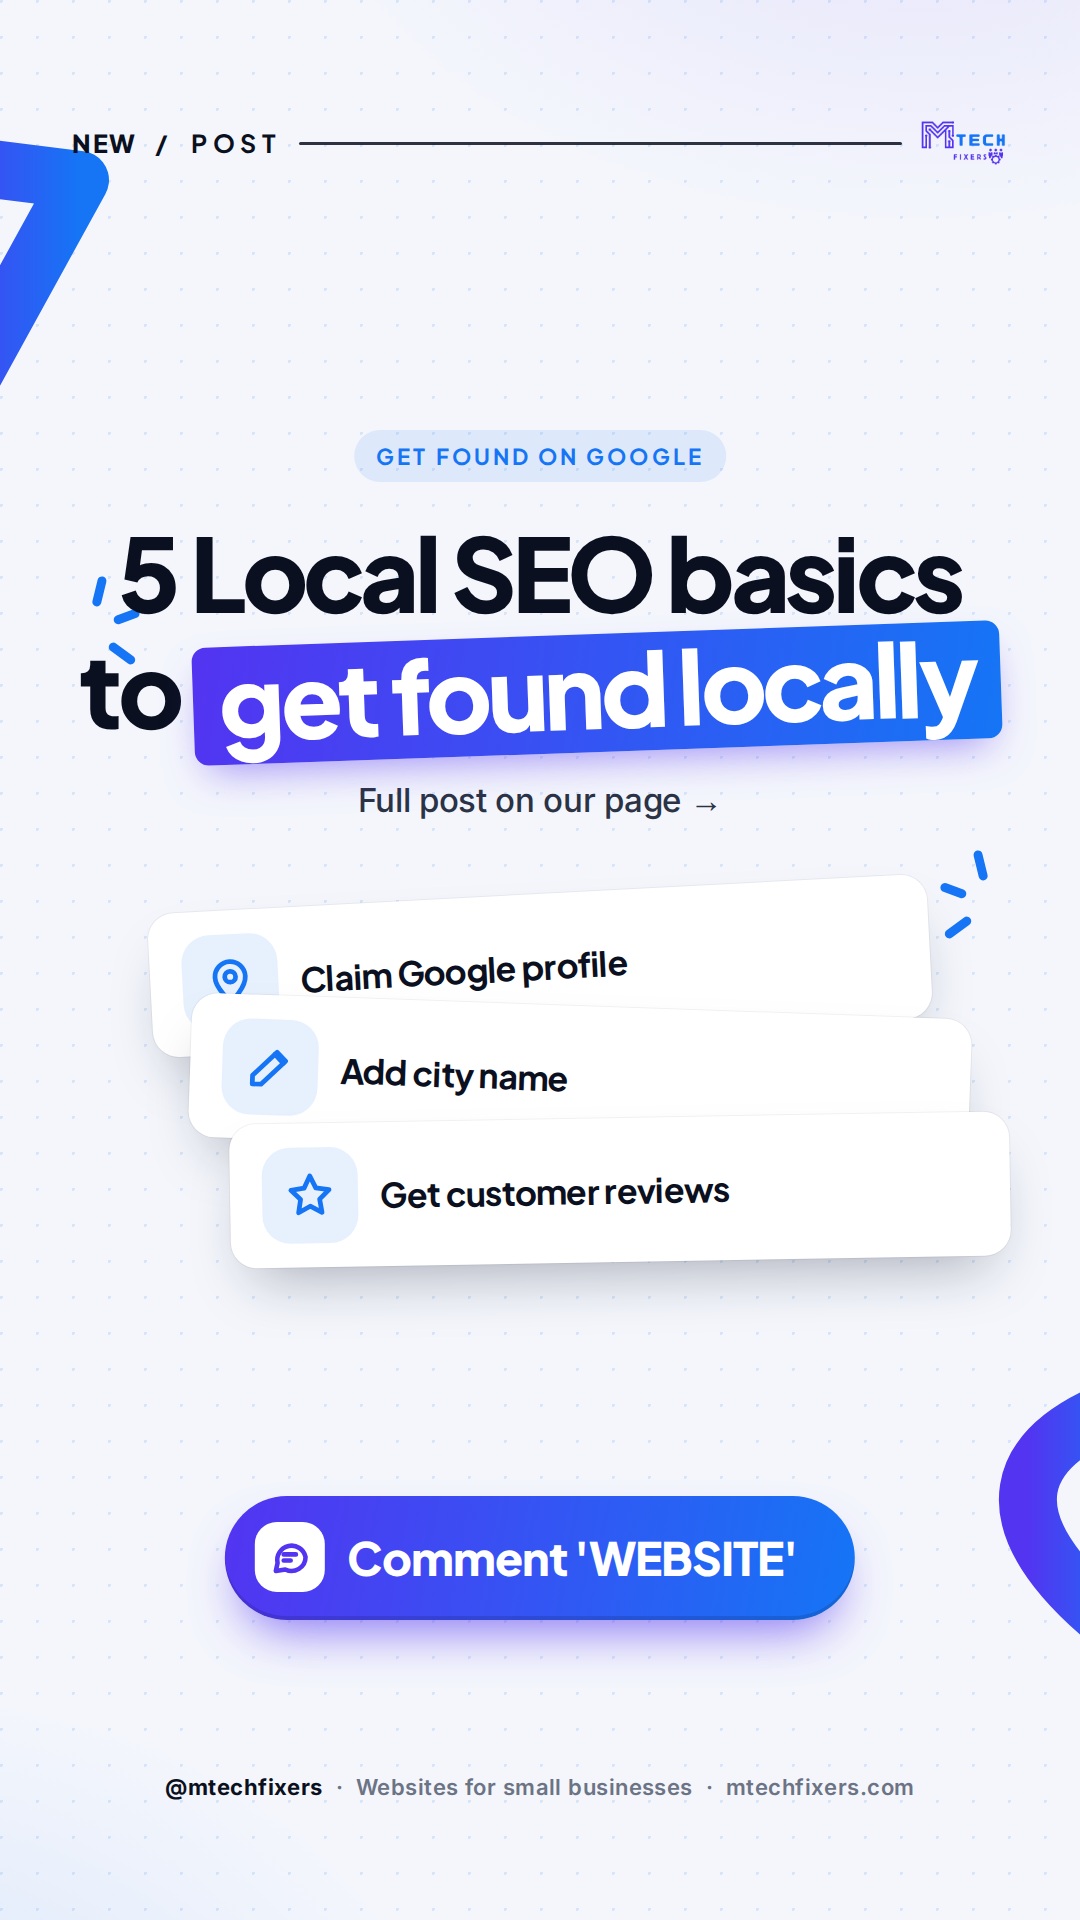 NEW / POST
MTECH
FIXERS
GET FOUND ON GOOGLE
5 Local SEO basics
to get found locally
Full post on our page →
Claim Google profile
Add city name
Get customer reviews
Comment 'WEBSITE'
@mtechfixers · Websites for small businesses · mtechfixers.com